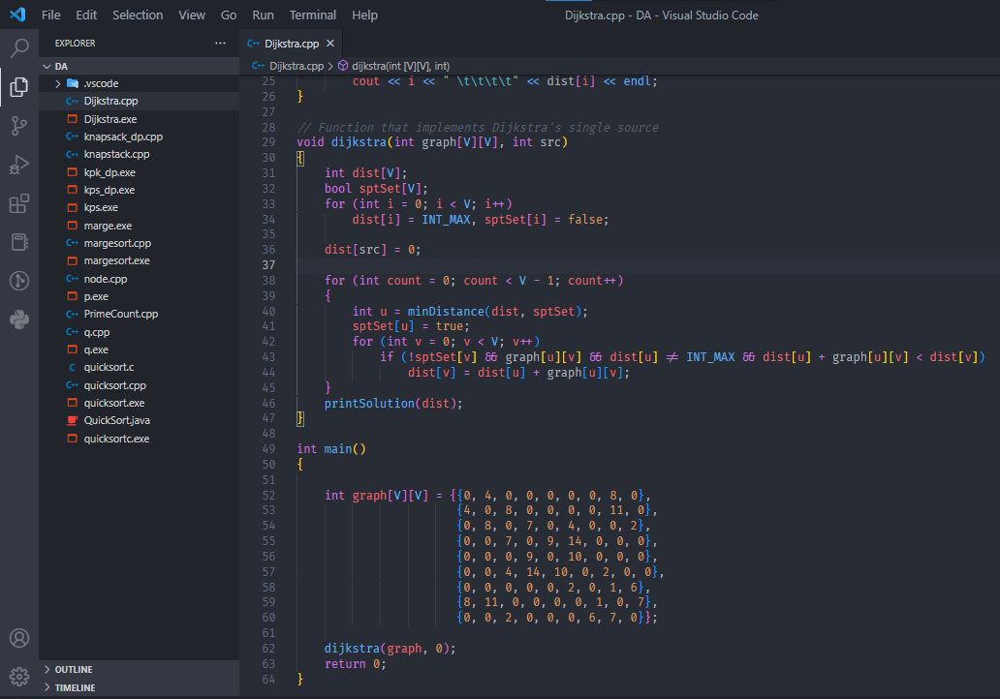 File Edit Selection View Go Run Terminal Help Dijkstra.cpp - DA - Visual Studio Code
EXPLORER ···
DA
.vscode
C++ Dijkstra.cpp
Dijkstra.exe
C++ knapsack_dp.cpp
C++ knapstack.cpp
kpk_dp.exe
kps_dp.exe
kps.exe
marge.exe
C++ margesort.cpp
margesort.exe
C++ node.cpp
p.exe
C++ PrimeCount.cpp
C++ q.cpp
q.exe
C quicksort.c
C++ quicksort.cpp
quicksort.exe
QuickSort.java
quicksortc.exe
OUTLINE
TIMELINE
C++ Dijkstra.cpp ×
C++ Dijkstra.cpp > dijkstra(int [V][V], int)
25 cout << i << " \t\t\t\t" << dist[i] << endl;
26 }
27
28 // Function that implements Dijkstra's single source
29 void dijkstra(int graph[V][V], int src)
30 {
31 int dist[V];
32 bool sptSet[V];
33 for (int i = 0; i < V; i++)
34 dist[i] = INT_MAX, sptSet[i] = false;
35
36 dist[src] = 0;
37
38 for (int count = 0; count < V - 1; count++)
39 {
40 int u = minDistance(dist, sptSet);
41 sptSet[u] = true;
42 for (int v = 0; v < V; v++)
43 if (!sptSet[v] && graph[u][v] && dist[u] ≠ INT_MAX && dist[u] + graph[u][v] < dist[v])
44 dist[v] = dist[u] + graph[u][v];
45 }
46 printSolution(dist);
47 }
48
49 int main()
50 {
51
52 int graph[V][V] = {{0, 4, 0, 0, 0, 0, 0, 8, 0},
53 {4, 0, 8, 0, 0, 0, 0, 11, 0},
54 {0, 8, 0, 7, 0, 4, 0, 0, 2},
55 {0, 0, 7, 0, 9, 14, 0, 0, 0},
56 {0, 0, 0, 9, 0, 10, 0, 0, 0},
57 {0, 0, 4, 14, 10, 0, 2, 0, 0},
58 {0, 0, 0, 0, 0, 2, 0, 1, 6},
59 {8, 11, 0, 0, 0, 0, 1, 0, 7},
60 {0, 0, 2, 0, 0, 0, 6, 7, 0}};
61
62 dijkstra(graph, 0);
63 return 0;
64 }